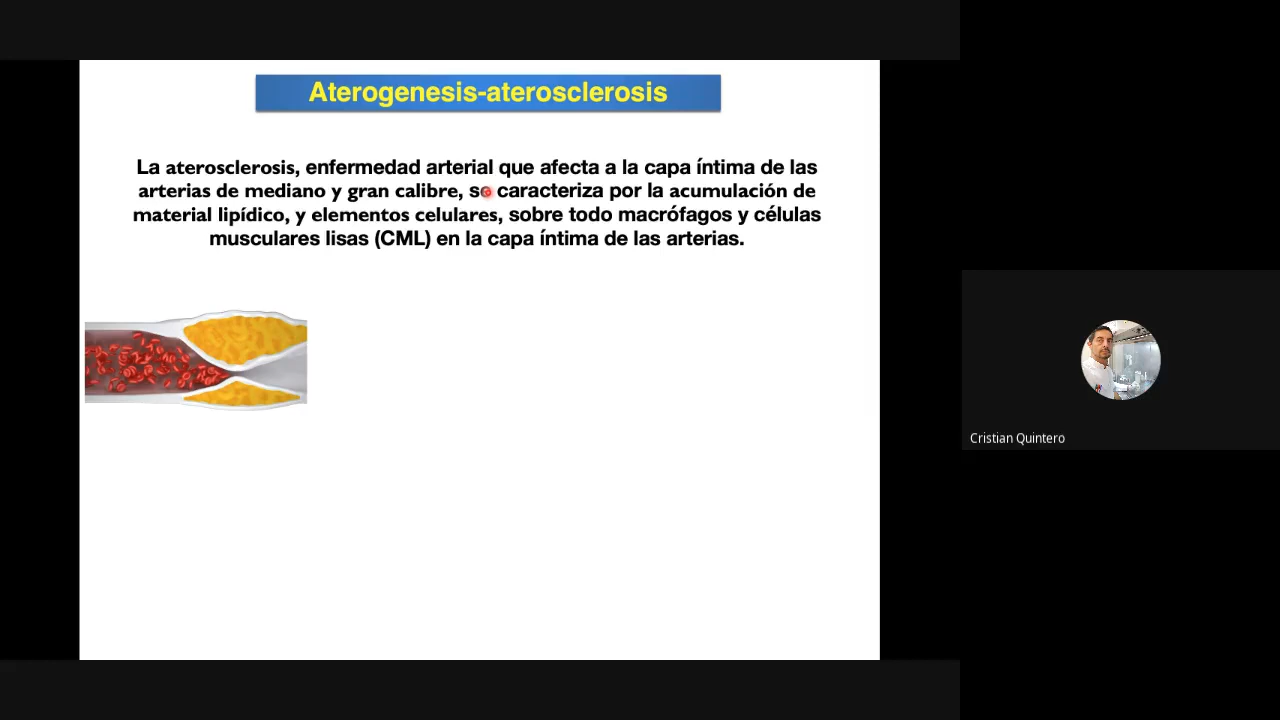 Aterogenesis-aterosclerosis
La aterosclerosis, enfermedad arterial que afecta a la capa íntima de las
arterias de mediano y gran calibre, se caracteriza por la acumulación de
material lipídico, y elementos celulares, sobre todo macrófagos y células
musculares lisas (CML) en la capa íntima de las arterias.
Cristian Quintero